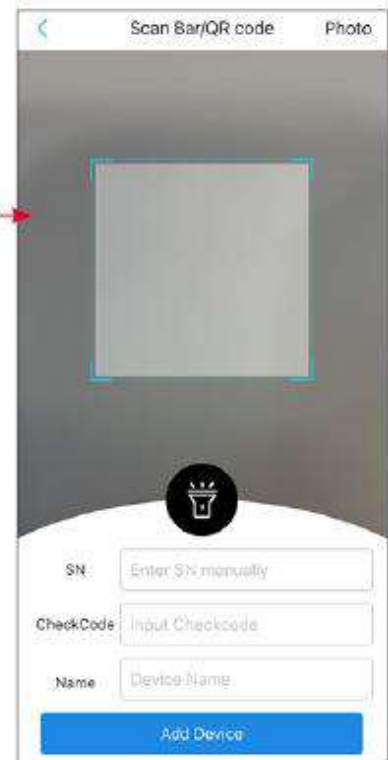 Scan Bar/QR code Photo
SN Enter SN manually
CheckCode Input Checkcode
Name Device Name
Add Device